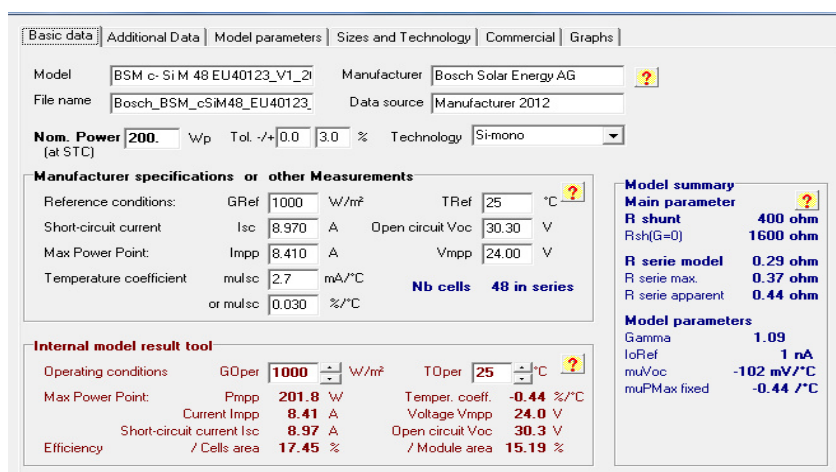 Basic data Additional Data Model parameters Sizes and Technology Commercial Graphs
Model BSM c- Si M 48 EU40123_V1_2 Manufacturer Bosch Solar Energy AG ?
File name Bosch_BSM_cSiM48_EU40123_ Data source Manufacturer 2012
Nom. Power 200. Wp Tol. -/+ 0.0 3.0 % Technology Si-mono
(at STC)
Manufacturer specifications or other Measurements
Reference conditions: GRef 1000 W/m² TRef 25 °C ?
Short-circuit current Isc 8.970 A Open circuit Voc 30.30 V
Max Power Point: Impp 8.410 A Vmpp 24.00 V
Temperature coefficient muIsc 2.7 mA/°C
Nb cells 48 in series
or muIsc 0.030 %/°C
Internal model result tool
Operating conditions GOper 1000 W/m² TOper 25 °C ?
Max Power Point: Pmpp 201.8 W Temper. coeff. -0.44 %/°C
Current Impp 8.41 A Voltage Vmpp 24.0 V
Short-circuit current Isc 8.97 A Open circuit Voc 30.3 V
Efficiency / Cells area 17.45 % / Module area 15.19 %
Model summary
Main parameter ?
R shunt 400 ohm
Rsh(G=0) 1600 ohm
R serie model 0.29 ohm
R serie max. 0.37 ohm
R serie apparent 0.44 ohm
Model parameters
Gamma 1.09
IoRef 1 nA
muVoc -102 mV/°C
muPMax fixed -0.44 /°C